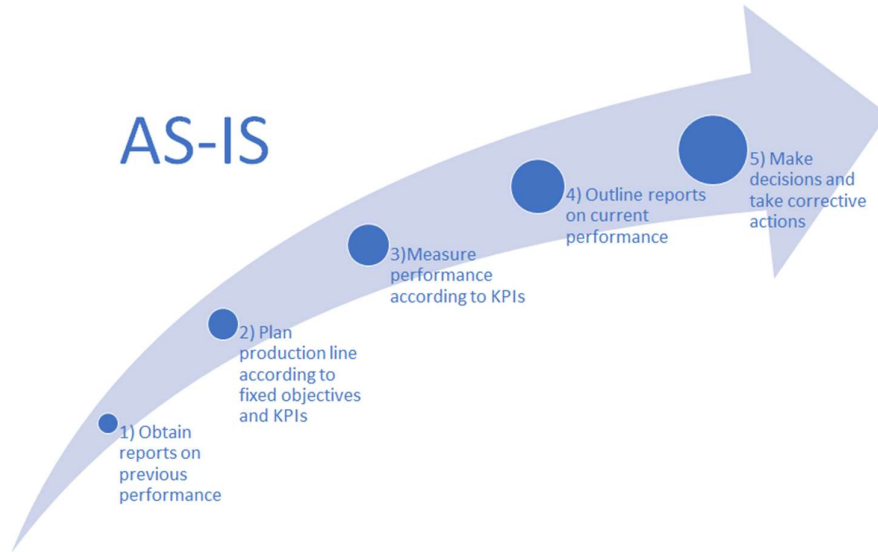 AS-IS
1) Obtain
reports on
previous
performance
2) Plan
production line
according to
fixed objectives
and KPIs
3)Measure
performance
according to KPIs
4) Outline reports
on current
performance
5) Make
decisions and
take corrective
actions